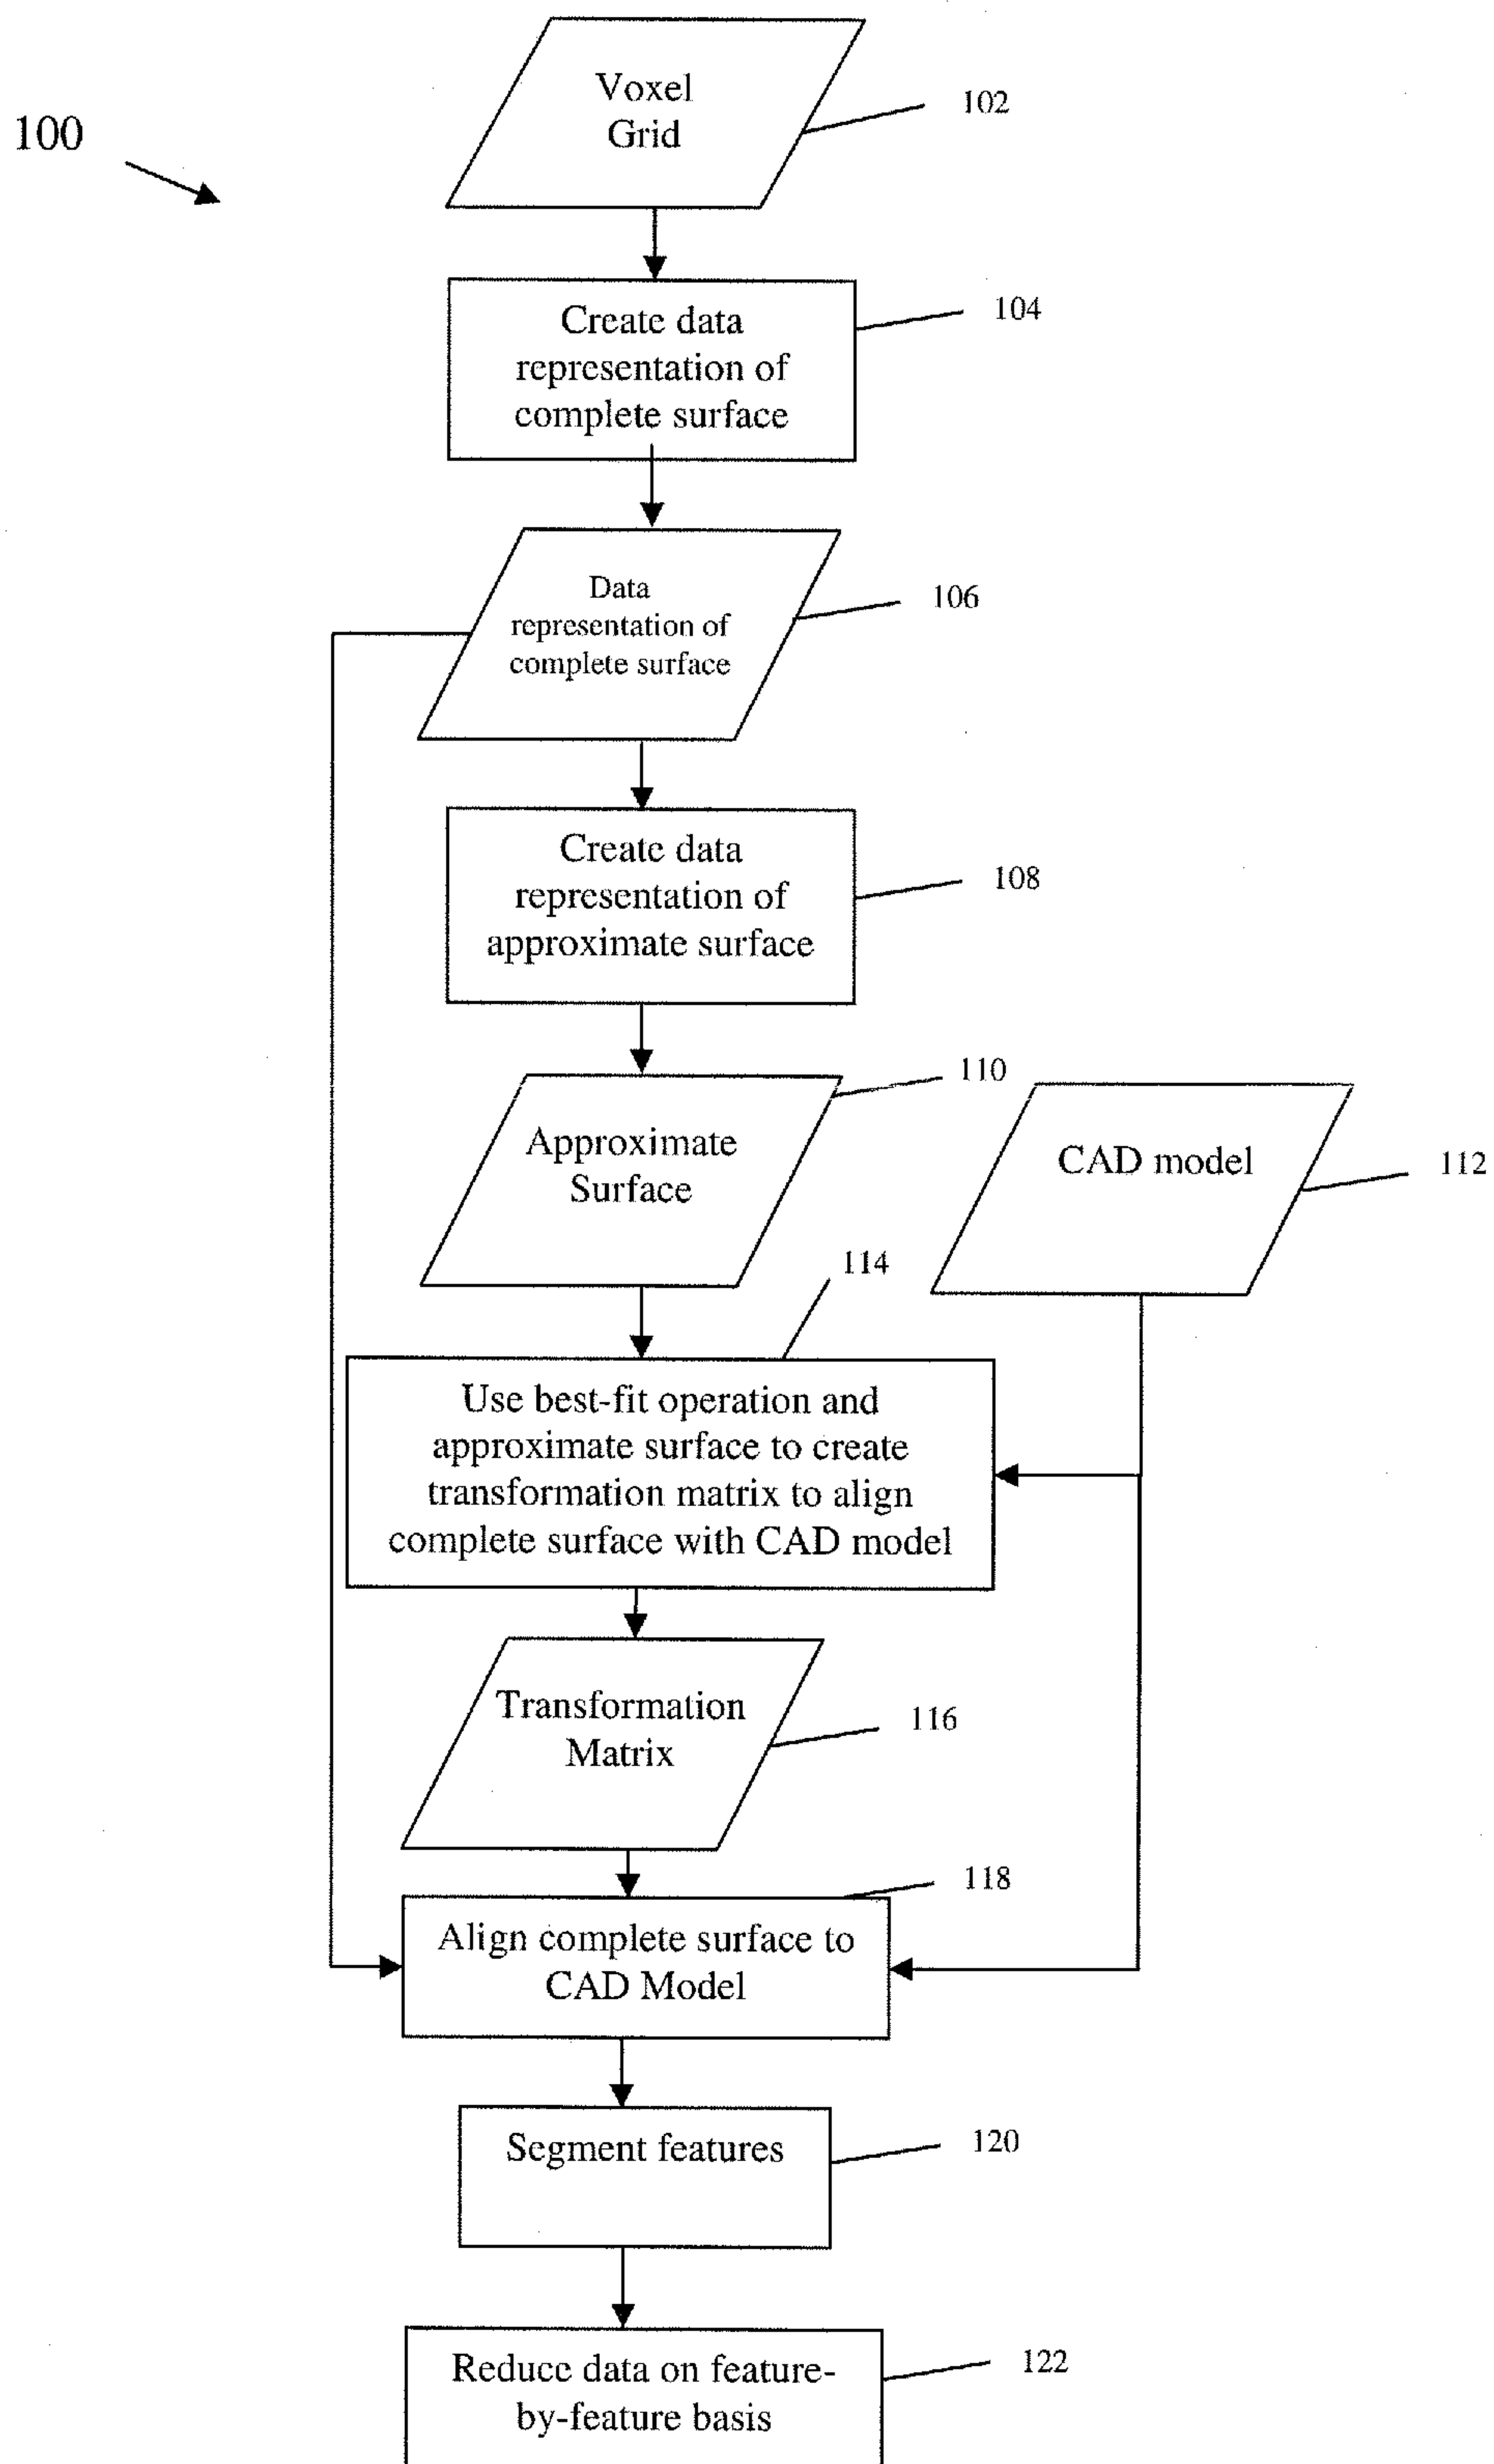 100
Voxel
Grid
102
Create data
representation of
complete surface
104
Data
representation of
complete surface
106
Create data
representation of
approximate surface
108
Approximate
Surface
110
CAD model
112
114
Use best-fit operation and
approximate surface to create
transformation matrix to align
complete surface with CAD model
Transformation
Matrix
116
118
Align complete surface to
CAD Model
Segment features
120
Reduce data on feature-
by-feature basis
122